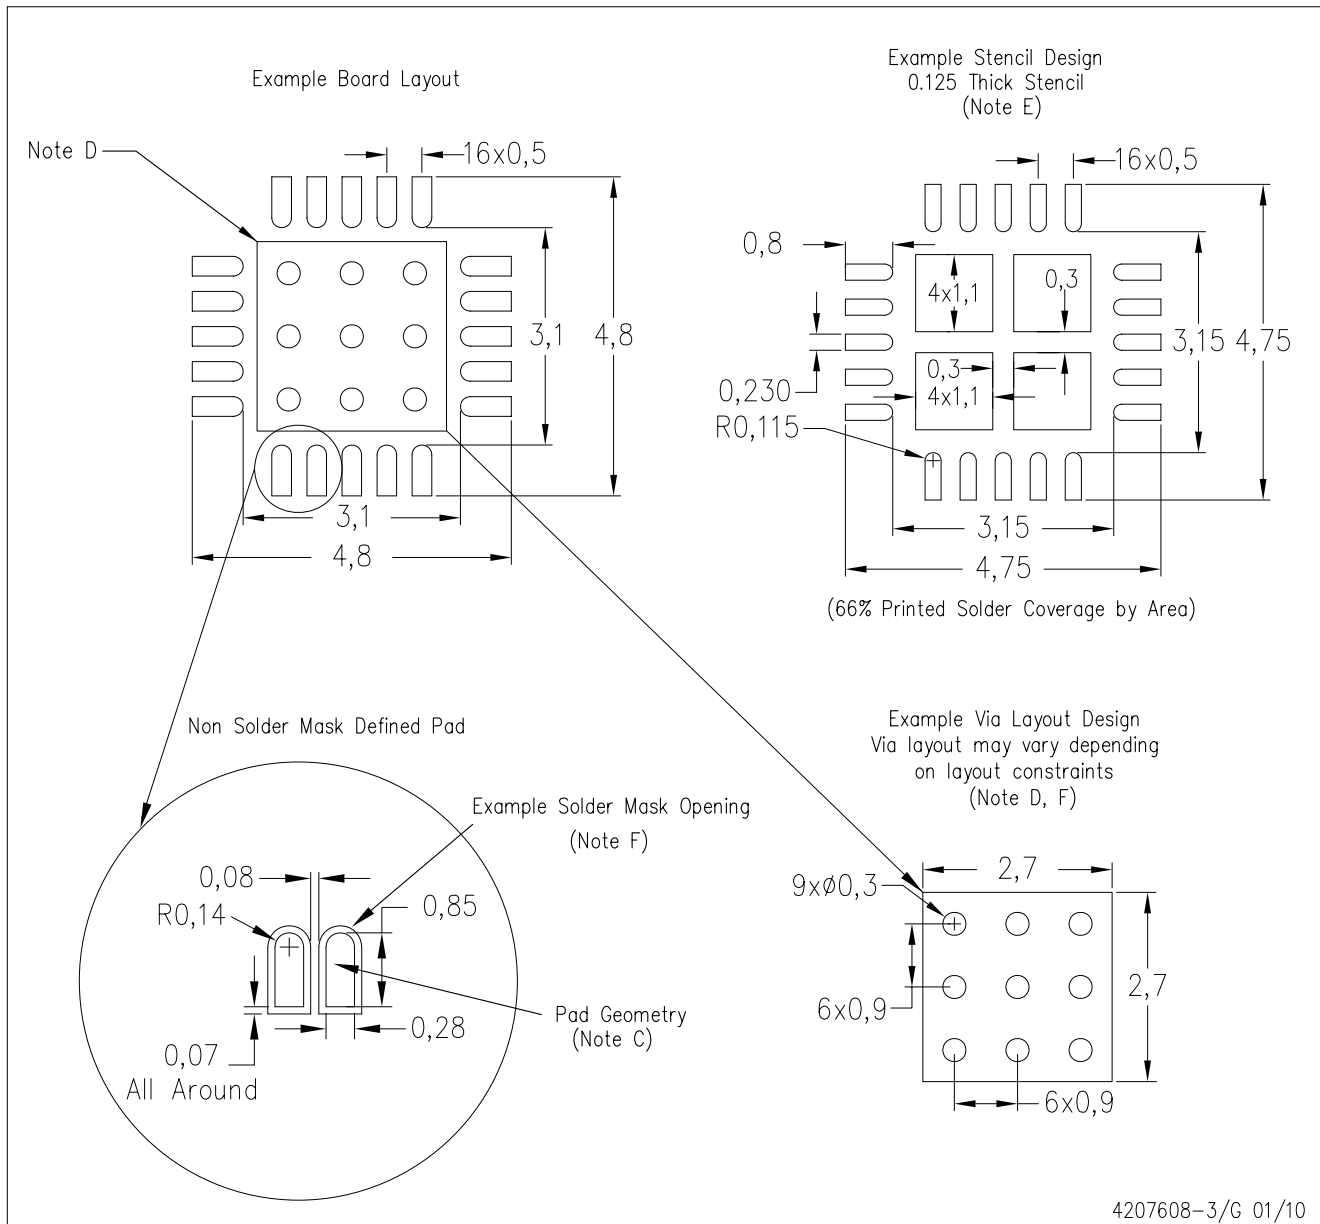 Example Board Layout
Note D
16x0,5
3,1
4,8
3,1
4,8
Example Stencil Design
0.125 Thick Stencil
(Note E)
16x0,5
0,8
4x1,1
0,3
3,15
4,75
0,3
4x1,1
0,230
R0,115
3,15
4,75
(66% Printed Solder Coverage by Area)
Non Solder Mask Defined Pad
Example Solder Mask Opening
(Note F)
0,08
R0,14
0,85
0,28
0,07
All Around
Pad Geometry
(Note C)
Example Via Layout Design
Via layout may vary depending
on layout constraints
(Note D, F)
2,7
9xø0,3
2,7
6x0,9
6x0,9
4207608-3/G 01/10